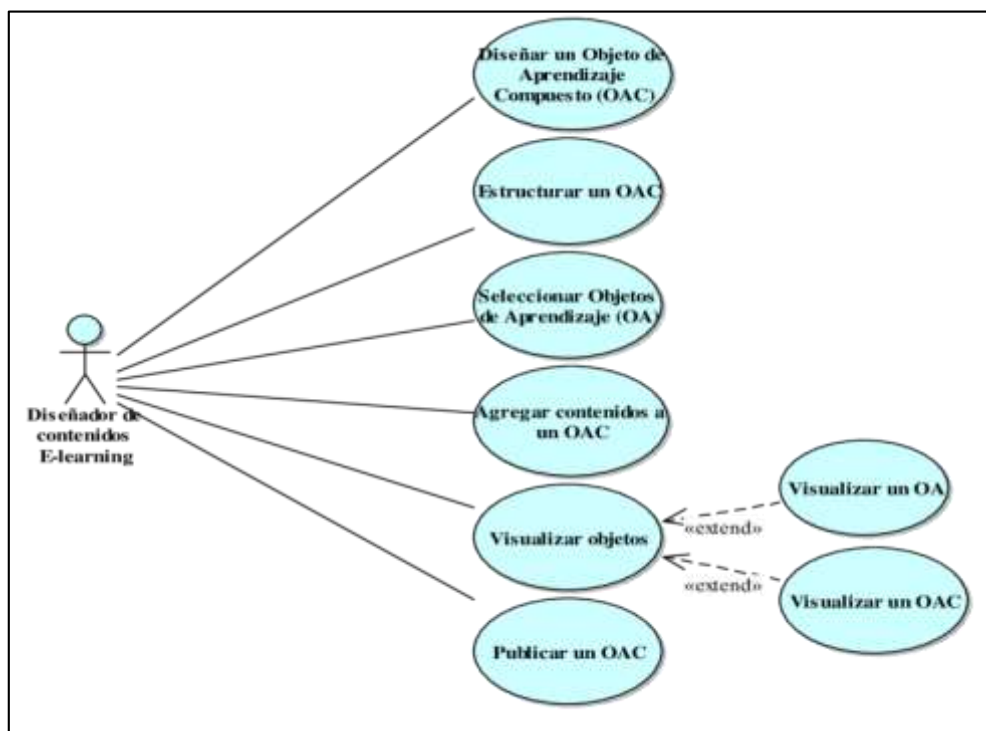 Diseñar un Objeto de
Aprendizaje
Compuesto (OAC)
Estructurar un OAC
Seleccionar Objetos
de Aprendizaje (OA)
Diseñador de
contenidos
E-learning
Agregar contenidos a
un OAC
Visualizar objetos
«extend»
«extend»
Visualizar un OA
Visualizar un OAC
Publicar un OAC